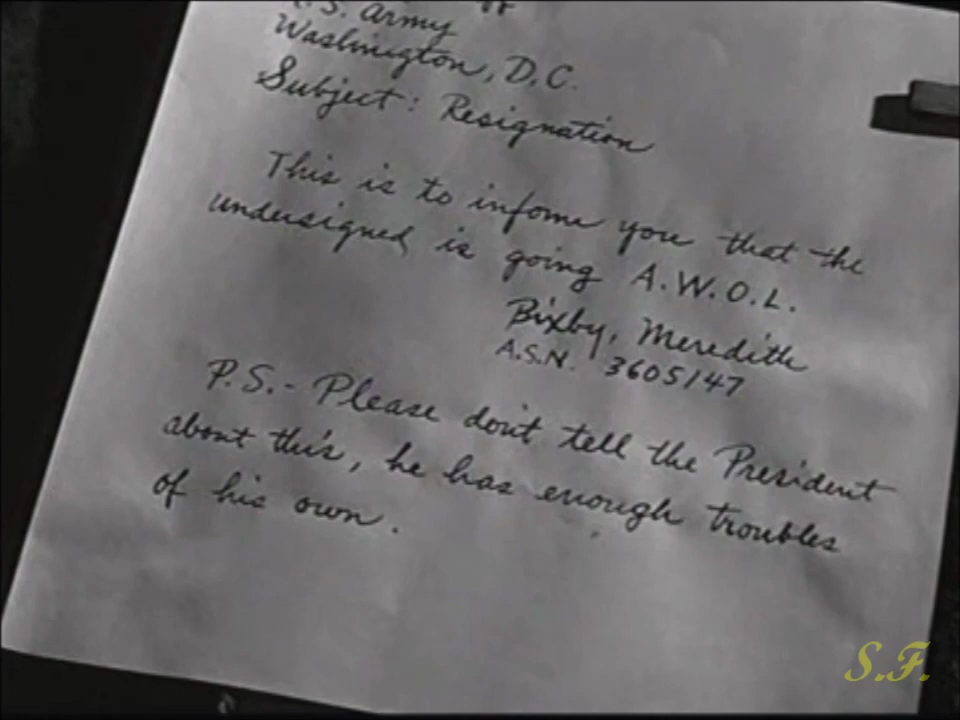 U.S. Army
Washington, D.C.
Subject: Resignation
This is to infome you that the
undersigned is going A.W.O.L.
Bixby, Meredith
A.S.N. 3605147
P.S.- Please don't tell the President
about this, he has enough troubles
of his own.
S.F.